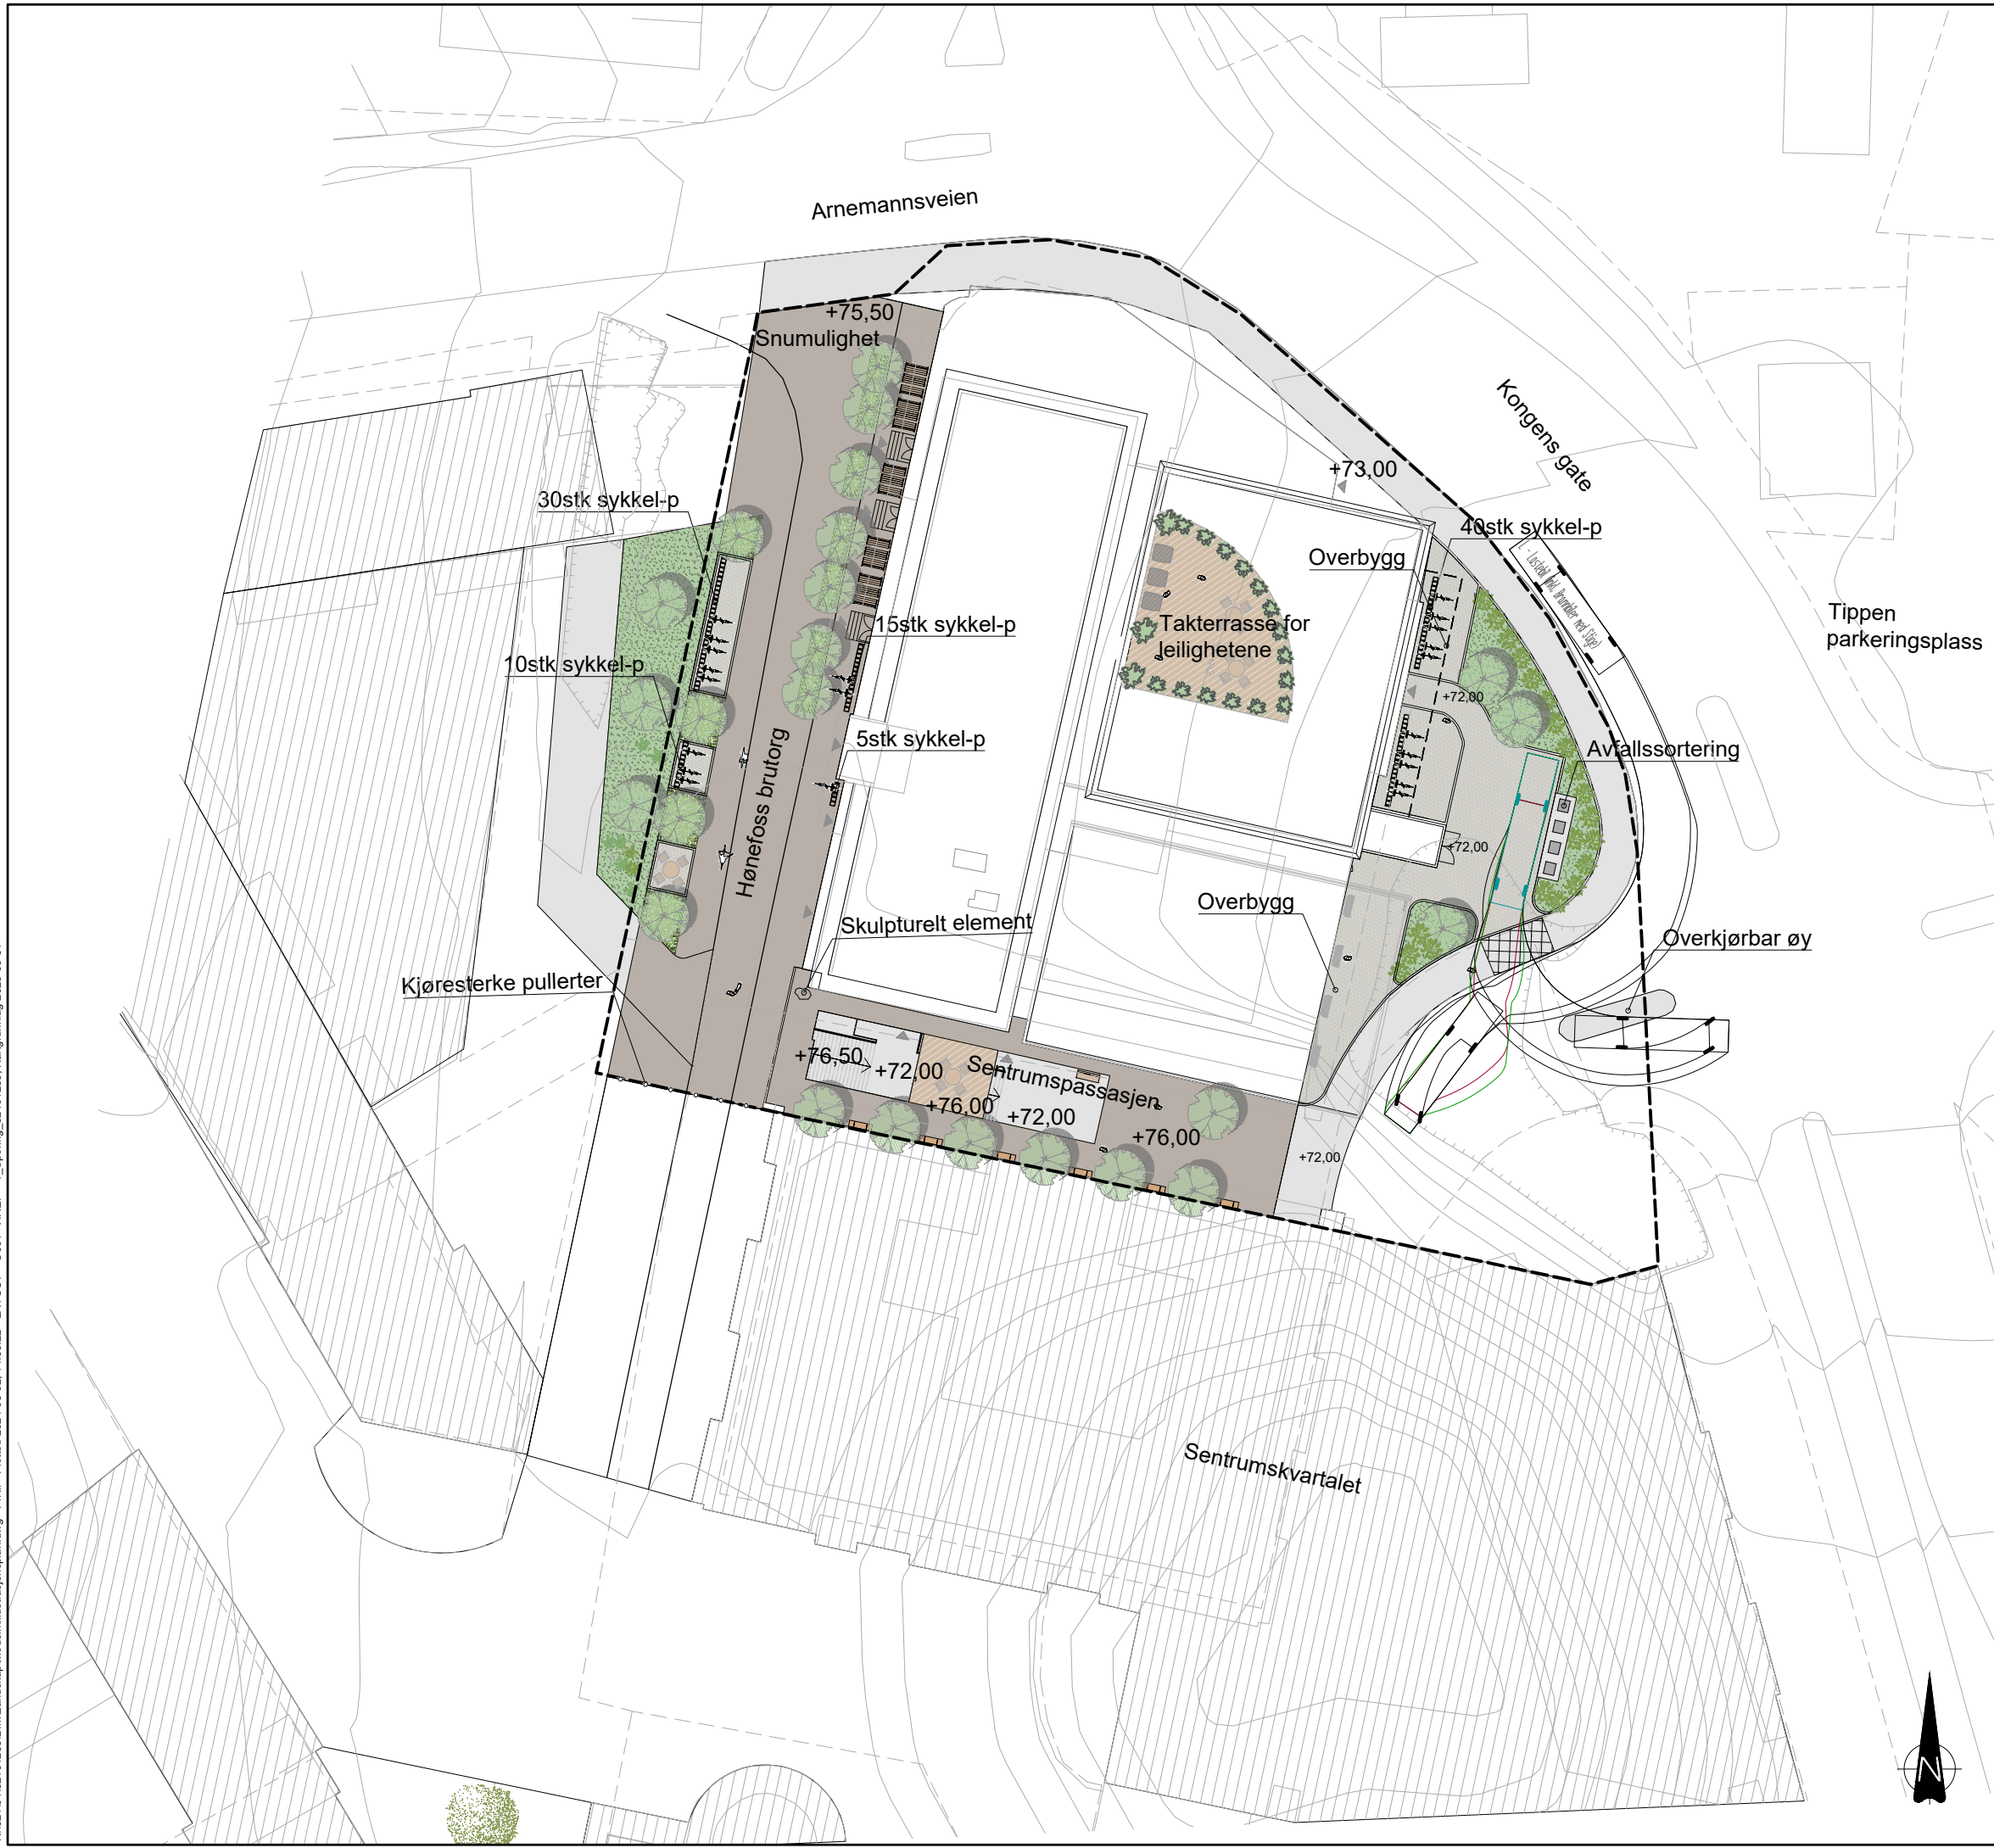 Arnemannsveien
+75,50
Snumulighet
Kongens gate
+73,00
30stk sykkel-p
40stk sykkel-p
Overbygg
Takterrasse for
leilighetene
Tippen
parkeringsplass
15stk sykkel-p
10stk sykkel-p
+72,00
5stk sykkel-p
Avfallssortering
Hønefoss brutorg
+72,00
Overbygg
Skulpturelt element
Overkjørbar øy
Kjøresterke pullerter
+76,50
+72,00
Sentrumspassasjen
+76,00
+72,00
+76,00
+72,00
Sentrumskvartalet
N